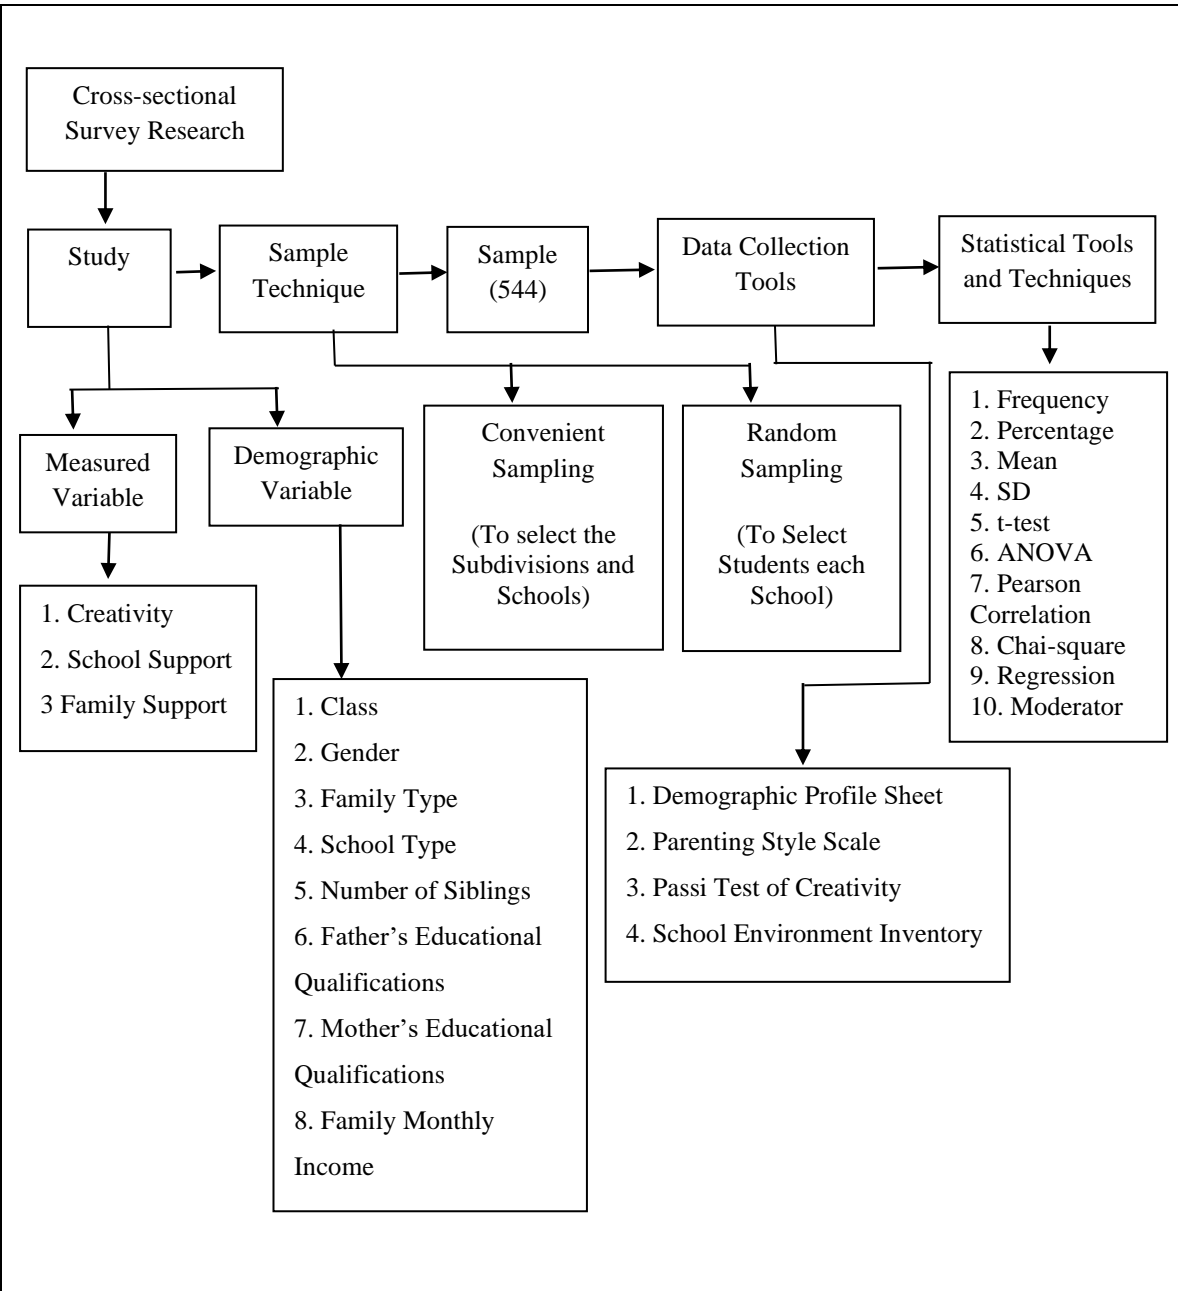 Cross-sectional
Survey Research
Study
Sample
Technique
Sample
(544)
Data Collection
Tools
Statistical Tools
and Techniques
Measured
Variable
Demographic
Variable
Convenient
Sampling
(To select the
Subdivisions and
Schools)
Random
Sampling
(To Select
Students each
School)
1. Frequency
2. Percentage
3. Mean
4. SD
5. t-test
6. ANOVA
7. Pearson
Correlation
8. Chai-square
9. Regression
10. Moderator
1. Creativity
2. School Support
3 Family Support
1. Class
2. Gender
3. Family Type
4. School Type
5. Number of Siblings
6. Father’s Educational
Qualifications
7. Mother’s Educational
Qualifications
8. Family Monthly
Income
1. Demographic Profile Sheet
2. Parenting Style Scale
3. Passi Test of Creativity
4. School Environment Inventory